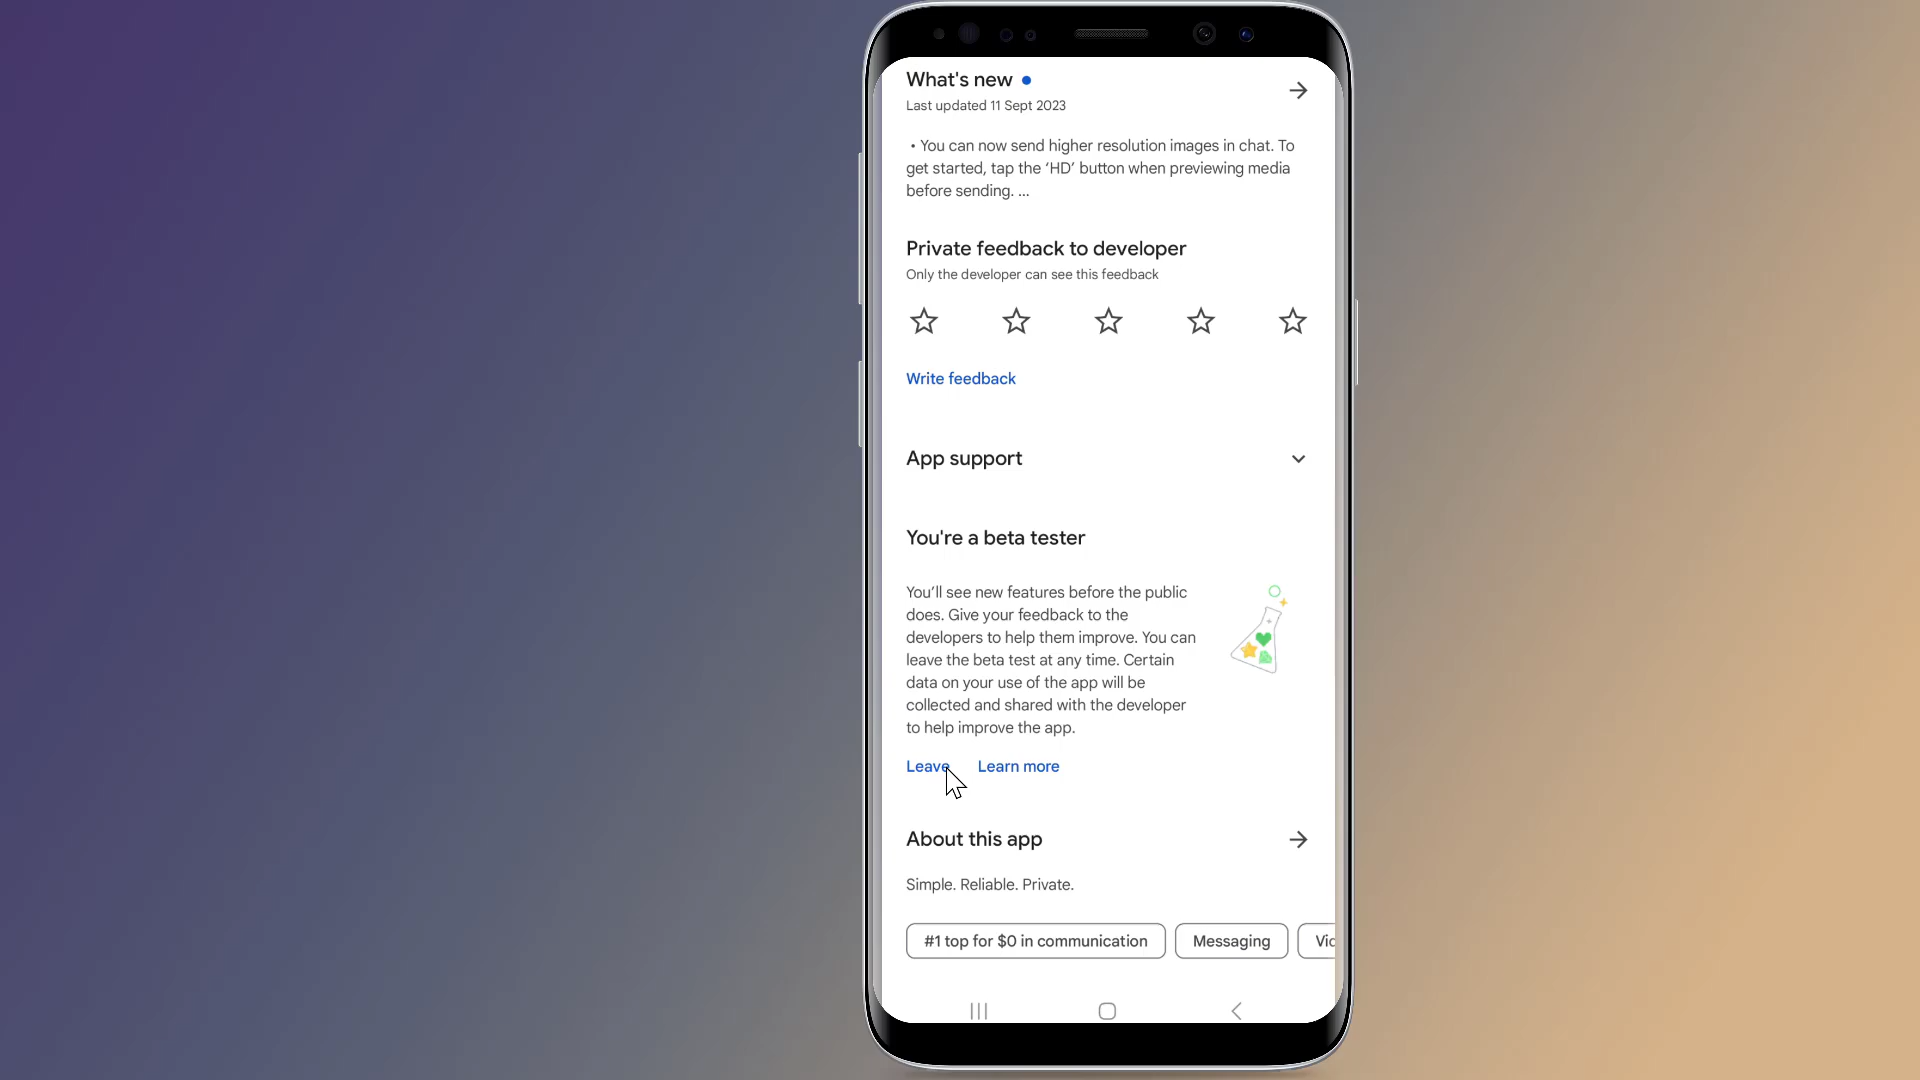 What's new
Last updated 11 Sept 2023
• You can now send higher resolution images in chat. To
get started, tap the ‘HD’ button when previewing media
before sending. ...
Private feedback to developer
Only the developer can see this feedback
Write feedback
App support
You're a beta tester
You’ll see new features before the public
does. Give your feedback to the
developers to help them improve. You can
leave the beta test at any time. Certain
data on your use of the app will be
collected and shared with the developer
to help improve the app.
Leave Learn more
About this app
Simple. Reliable. Private.
#1 top for $0 in communication Messaging